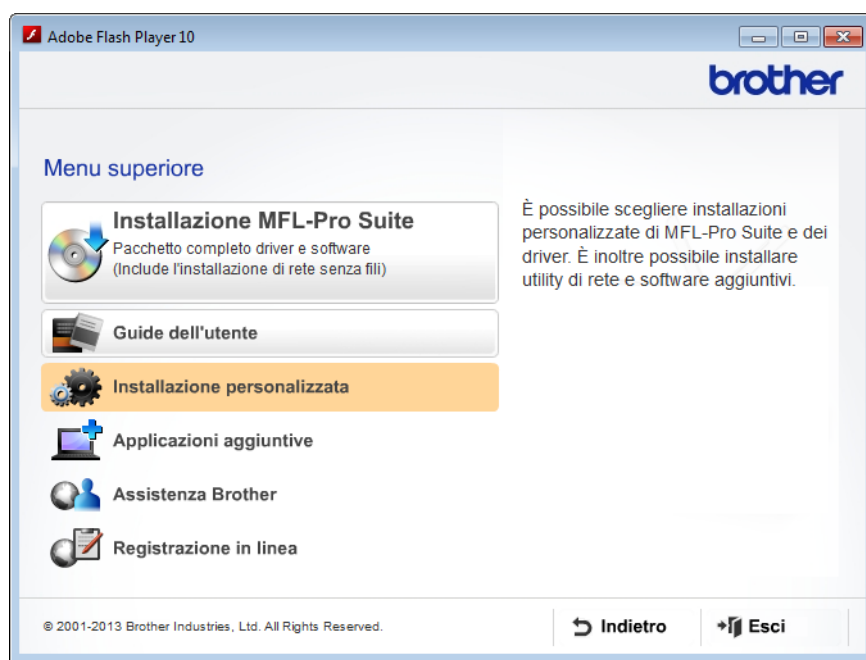 Adobe Flash Player 10
brother
Menu superiore
Installazione MFL-Pro Suite
Pacchetto completo driver e software
(Include l'installazione di rete senza fili)
Guide dell'utente
Installazione personalizzata
Applicazioni aggiuntive
Assistenza Brother
Registrazione in linea
È possibile scegliere installazioni
personalizzate di MFL-Pro Suite e dei
driver. È inoltre possibile installare
utility di rete e software aggiuntivi.
© 2001-2013 Brother Industries, Ltd. All Rights Reserved.
Indietro
Esci